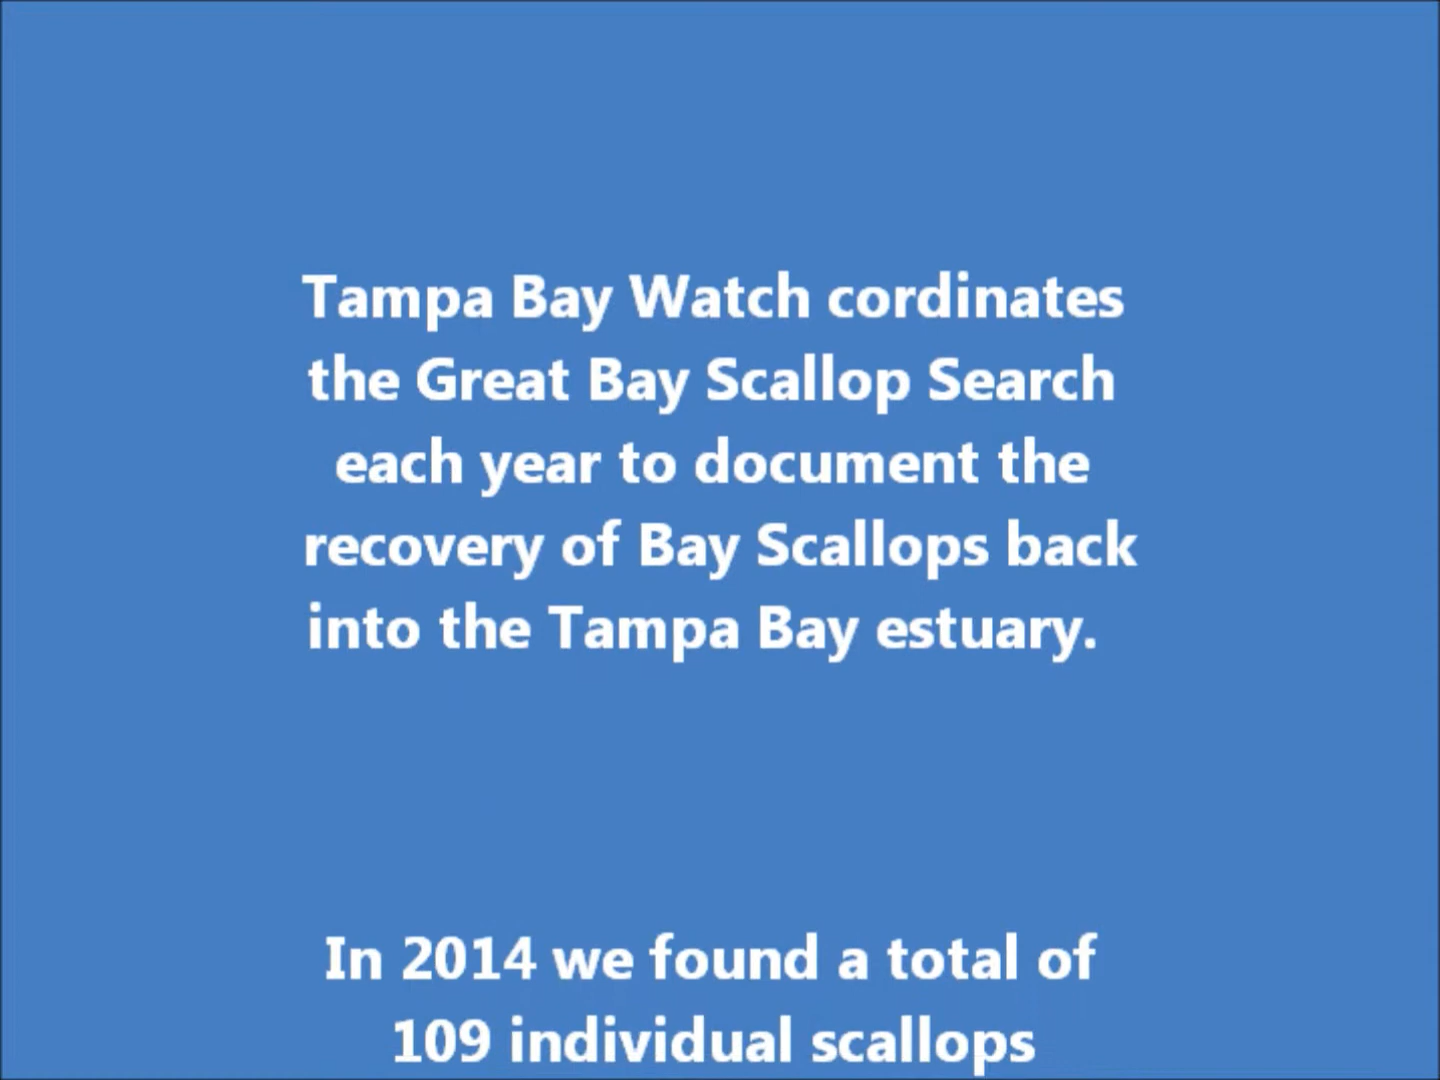 Tampa Bay Watch cordinates
the Great Bay Scallop Search
each year to document the
recovery of Bay Scallops back
into the Tampa Bay estuary.
In 2014 we found a total of
109 individual scallops